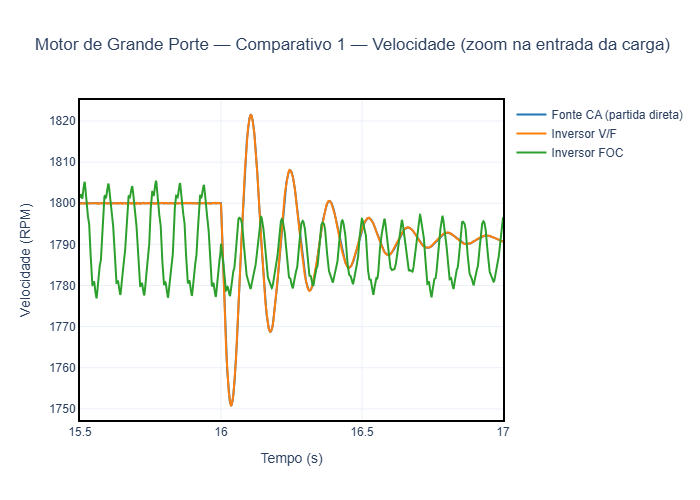 Motor de Grande Porte — Comparativo 1 — Velocidade (zoom na entrada da carga)
Fonte CA (partida direta)
Inversor V/F
Inversor FOC
Velocidade (RPM)
1820
1810
1800
1790
1780
1770
1760
1750
15.5
16
16.5
17
Tempo (s)